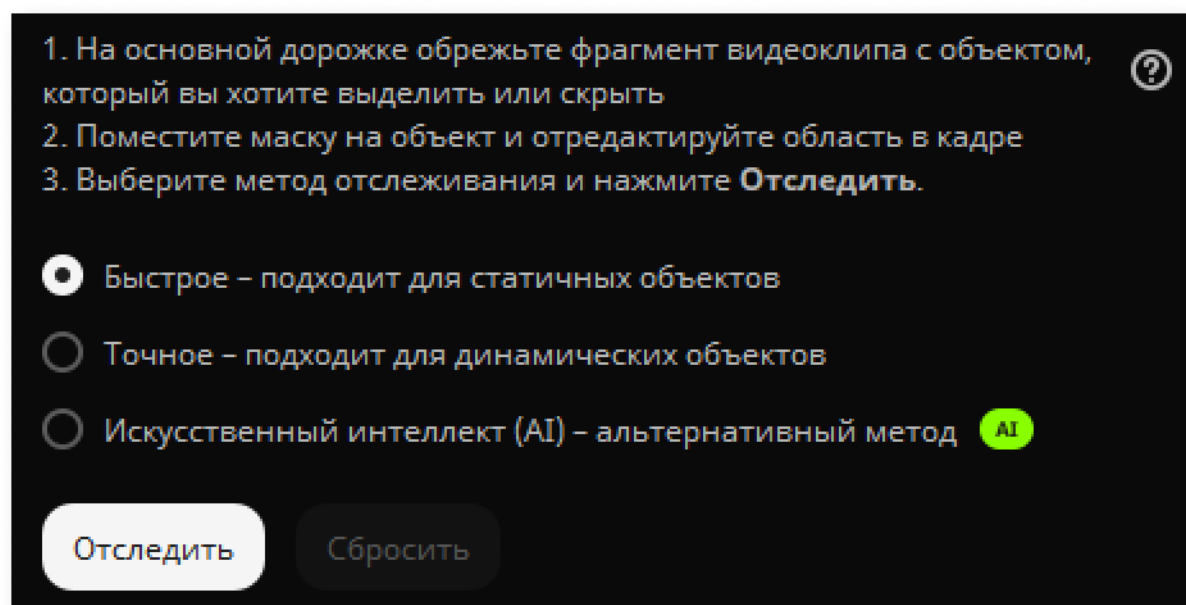 1. На основной дорожке обрежьте фрагмент видеоклипа с объектом,
который вы хотите выделить или скрыть
2. Поместите маску на объект и отредактируйте область в кадре
3. Выберите метод отслеживания и нажмите Отследить.
Быстрое – подходит для статичных объектов
Точное – подходит для динамических объектов
Искусственный интеллект (AI) – альтернативный метод AI
Отследить Сбросить